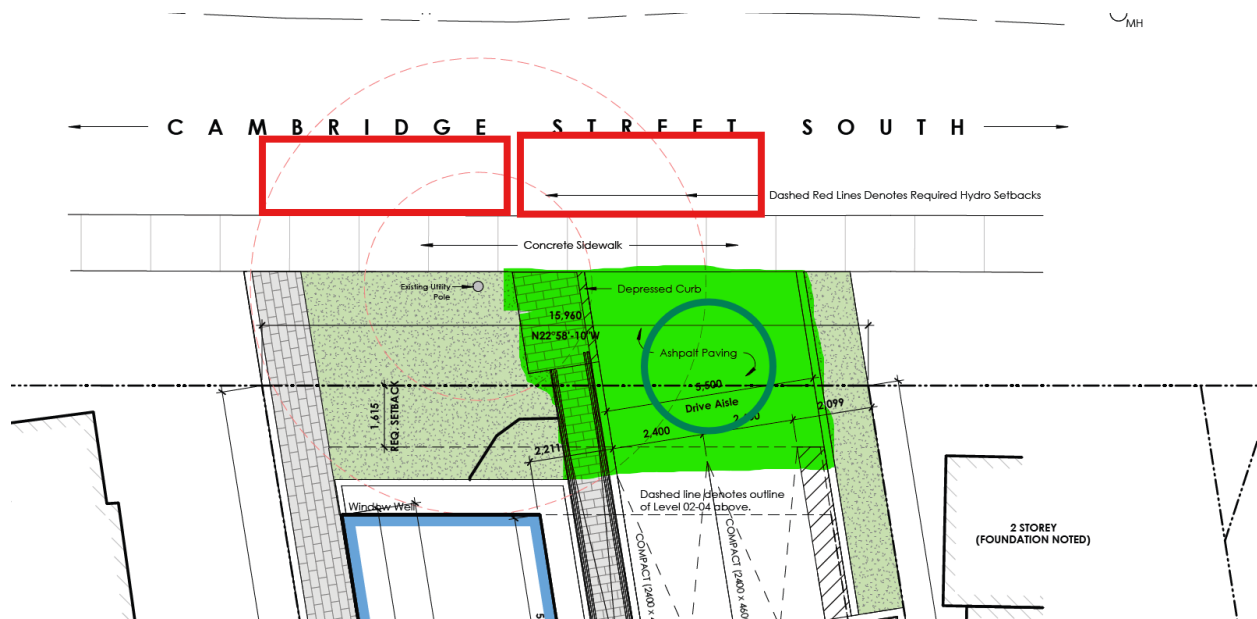 MH
CAMBRIDGE STREET SOUTH
Dashed Red Lines Denotes Required Hydro Setbacks
Concrete Sidewalk
Existing Utility
Pole
Depressed Curb
15,960
N22°58'-10"W
Ashpalt Paving
5,500
Drive Aisle
1,615
REQ. SETBACK
2,400
2,099
2,211
Dashed line denotes outline
of Level 02-04 above.
Window Well
2 STOREY
(FOUNDATION NOTED)
COMPACT (2400 x
COMPACT (2400 x 460
5